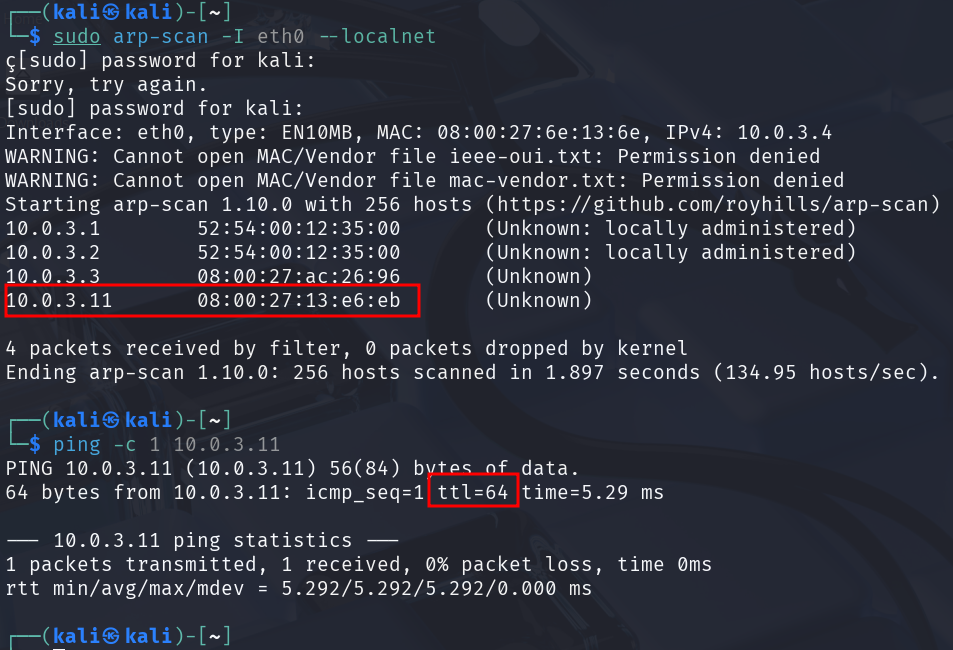 ┌──(kali㉿kali)-[~]
└─$ sudo arp-scan -I eth0 --localnet
ç[sudo] password for kali:
Sorry, try again.
[sudo] password for kali:
Interface: eth0, type: EN10MB, MAC: 08:00:27:6e:13:6e, IPv4: 10.0.3.4
WARNING: Cannot open MAC/Vendor file ieee-oui.txt: Permission denied
WARNING: Cannot open MAC/Vendor file mac-vendor.txt: Permission denied
Starting arp-scan 1.10.0 with 256 hosts (https://github.com/royhills/arp-scan)
10.0.3.1 52:54:00:12:35:00 (Unknown: locally administered)
10.0.3.2 52:54:00:12:35:00 (Unknown: locally administered)
10.0.3.3 08:00:27:ac:26:96 (Unknown)
10.0.3.11 08:00:27:13:e6:eb (Unknown)
4 packets received by filter, 0 packets dropped by kernel
Ending arp-scan 1.10.0: 256 hosts scanned in 1.897 seconds (134.95 hosts/sec).
┌──(kali㉿kali)-[~]
└─$ ping -c 1 10.0.3.11
PING 10.0.3.11 (10.0.3.11) 56(84) bytes of data.
64 bytes from 10.0.3.11: icmp_seq=1 ttl=64 time=5.29 ms
--- 10.0.3.11 ping statistics ---
1 packets transmitted, 1 received, 0% packet loss, time 0ms
rtt min/avg/max/mdev = 5.292/5.292/5.292/0.000 ms
┌──(kali㉿kali)-[~]